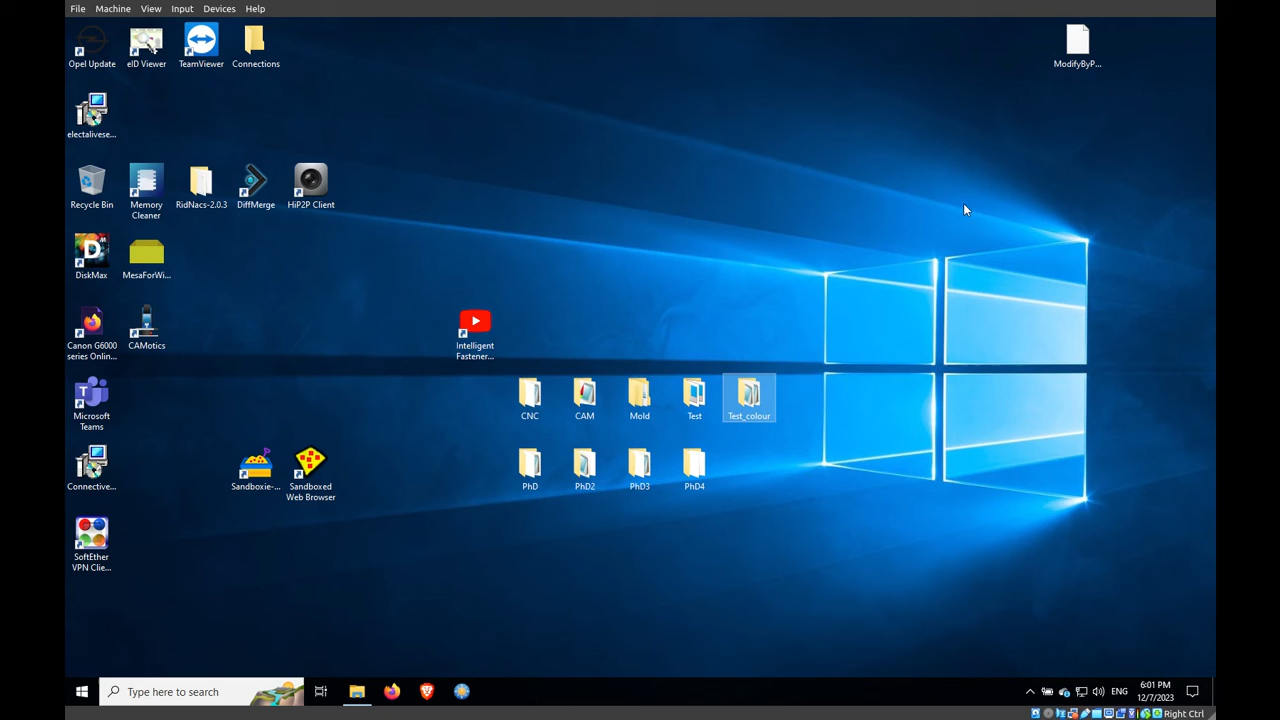 File Machine View Input Devices Help
Opel Update
eID Viewer
TeamViewer
Connections
ModifyByP...
electalivese...
Recycle Bin
Memory
Cleaner
RidNacs-2.0.3
DiffMerge
HiP2P Client
DiskMax
MesaForWi...
Canon G6000
series Onlin...
CAMotics
Intelligent
Fastener...
Microsoft
Teams
CNC
CAM
Mold
Test
Test_colour
Connective...
Sandboxie-...
Sandboxed
Web Browser
PhD
PhD2
PhD3
PhD4
SoftEther
VPN Clie...
Type here to search
ENG
6:01 PM
12/7/2023
Right Ctrl